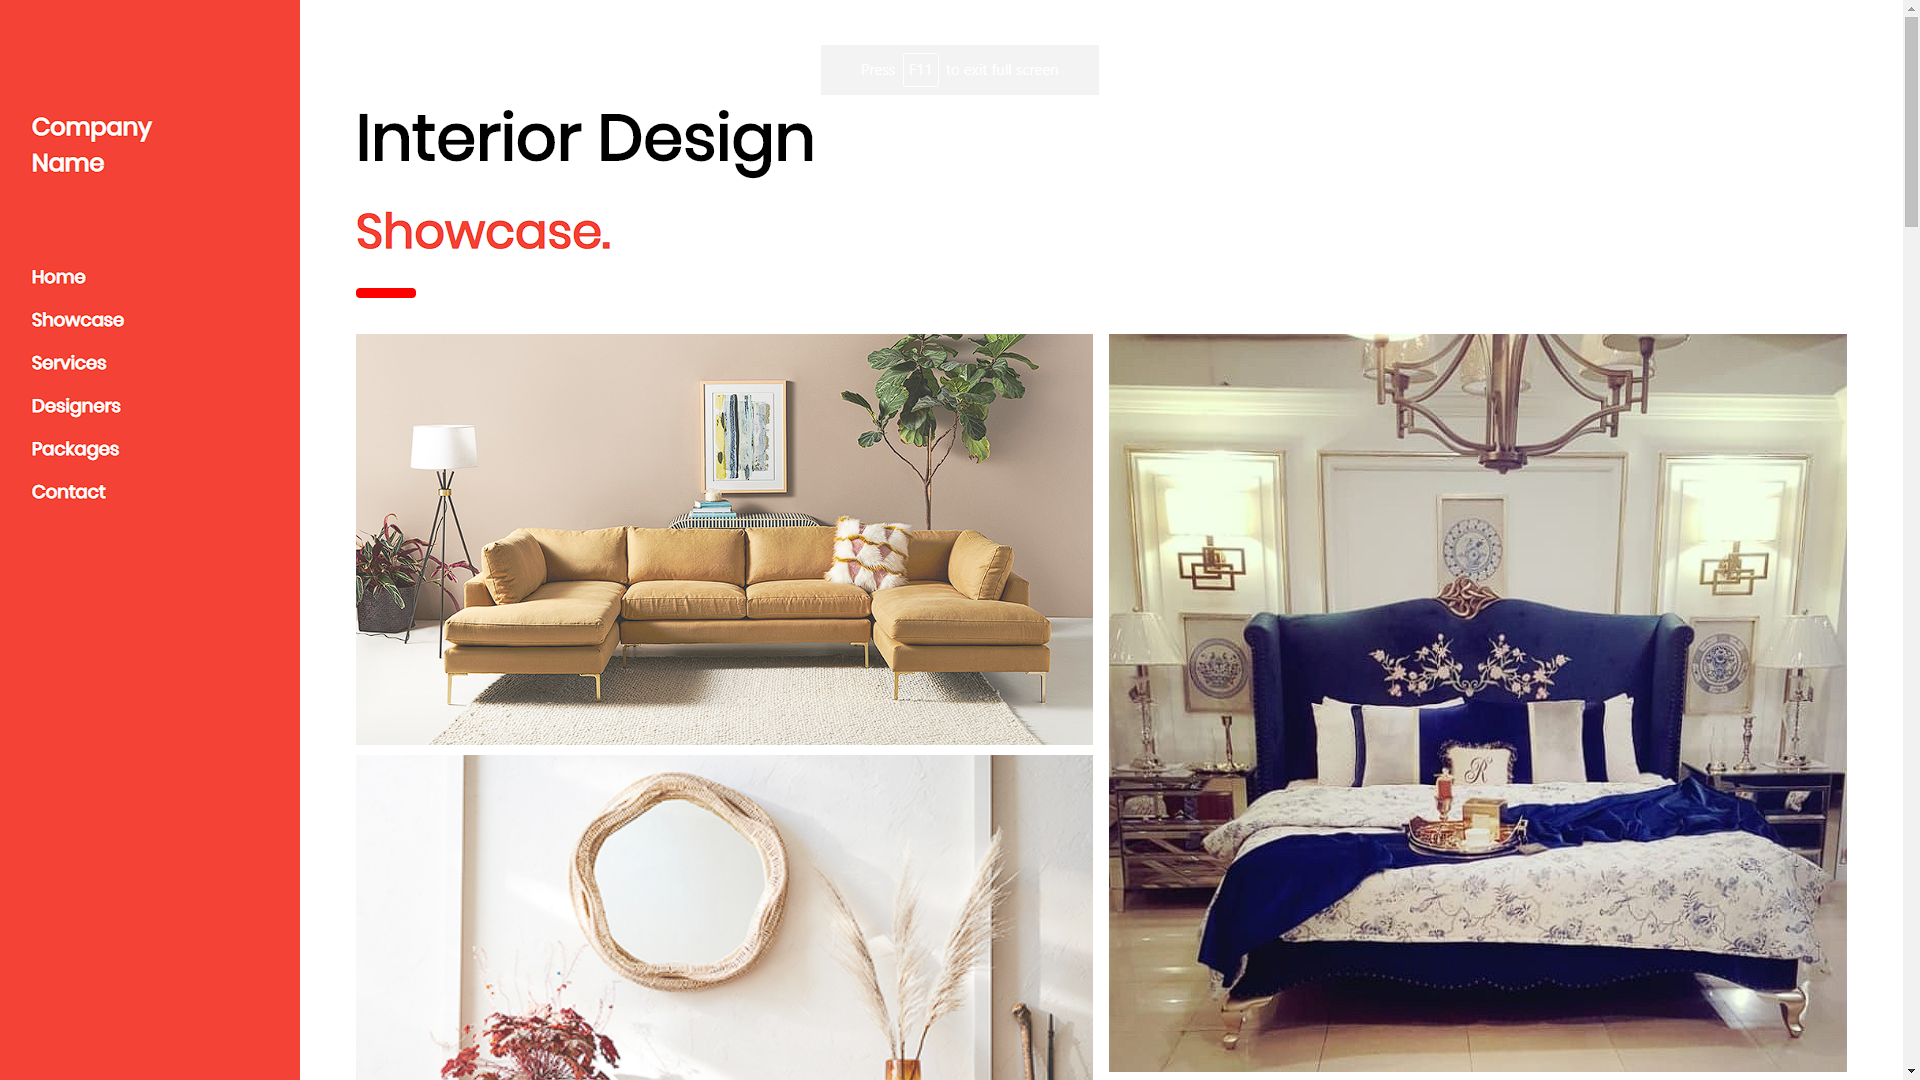 Press F11 to exit full screen
Company
Name
Home
Showcase
Services
Designers
Packages
Contact
Interior Design
Showcase.
R